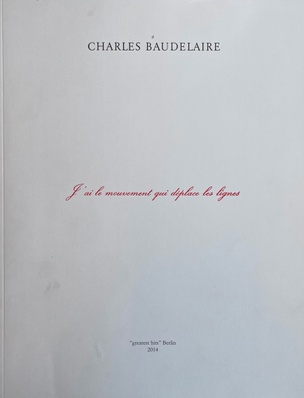 CHARLES BAUDELAIRE
J'ai le mouvement qui déplace les lignes
"greatest hits" Berlin
2014